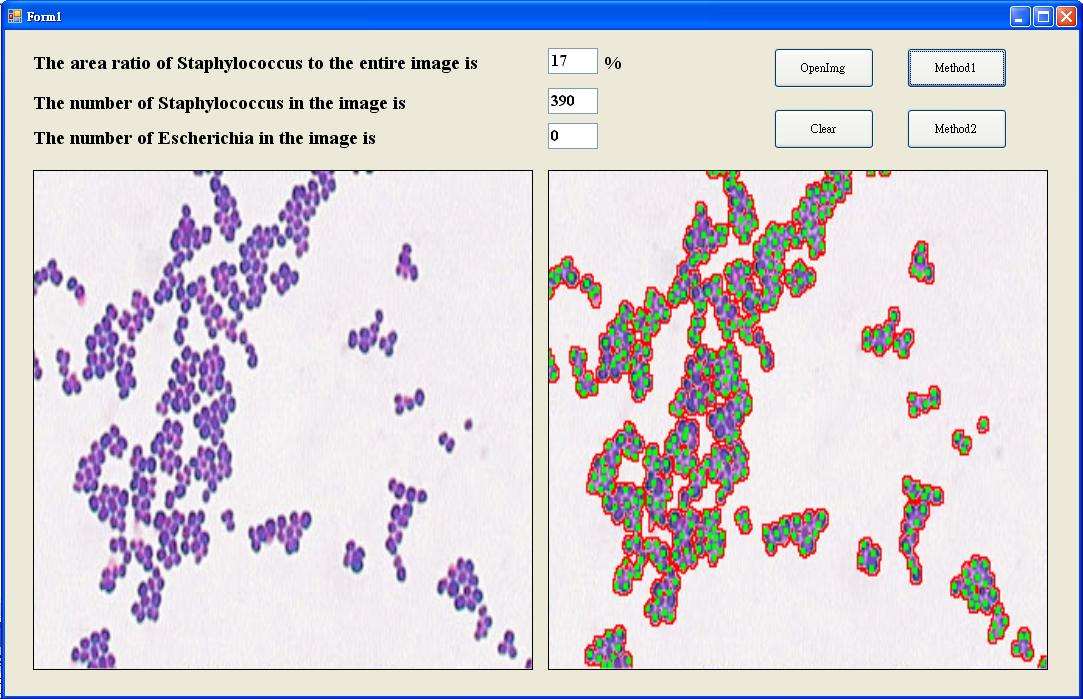 Form1
The area ratio of Staphylococcus to the entire image is 17 %
OpenImg Method1
The number of Staphylococcus in the image is 390
The number of Escherichia in the image is 0
Clear Method2